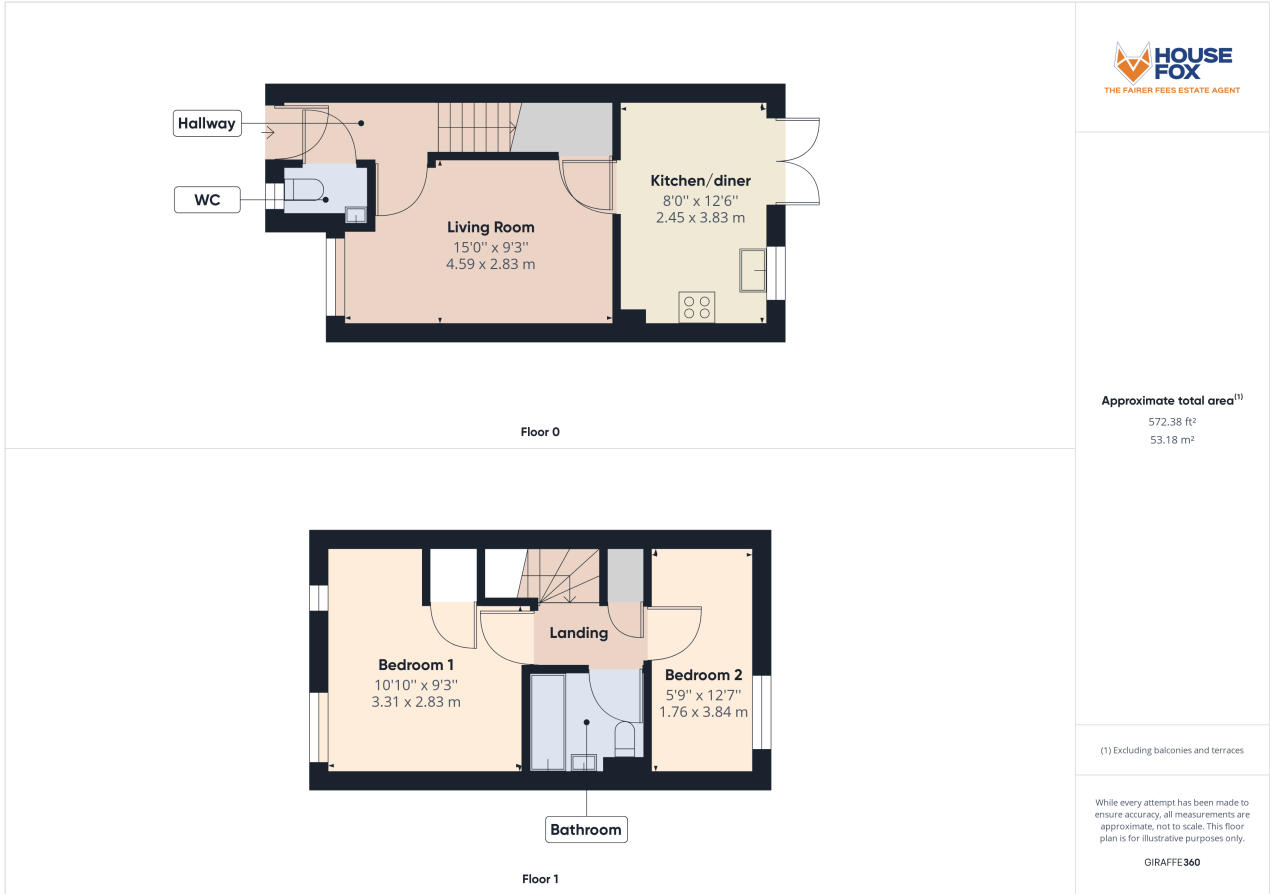 Hallway
WC
Living Room
15'0'' x 9'3''
4.59 x 2.83 m
Kitchen/diner
8'0'' x 12'6''
2.45 x 3.83 m
Floor 0
Bedroom 1
10'10'' x 9'3''
3.31 x 2.83 m
Landing
Bedroom 2
5'9'' x 12'7''
1.76 x 3.84 m
Bathroom
Floor 1
HOUSE
FOX
THE FAIRER FEES ESTATE AGENT
Approximate total area(1)
572.38 ft²
53.18 m²
(1) Excluding balconies and terraces
While every attempt has been made to
ensure accuracy, all measurements are
approximate, not to scale. This floor
plan is for illustrative purposes only.
GIRAFFE360